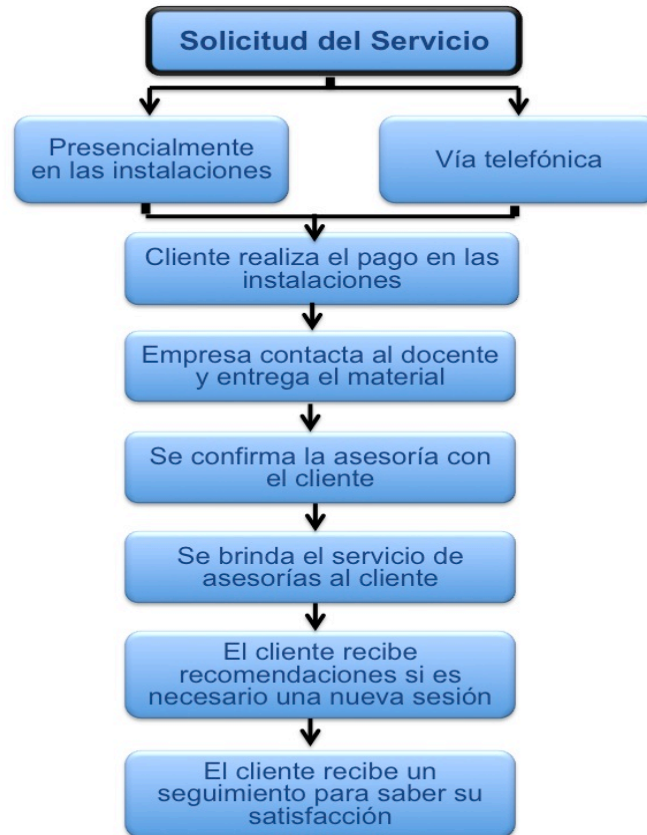 Solicitud del Servicio
Presencialmente
en las instalaciones
Vía telefónica
Cliente realiza el pago en las
instalaciones
Empresa contacta al docente
y entrega el material
Se confirma la asesoría con
el cliente
Se brinda el servicio de
asesorías al cliente
El cliente recibe
recomendaciones si es
necesario una nueva sesión
El cliente recibe un
seguimiento para saber su
satisfacción